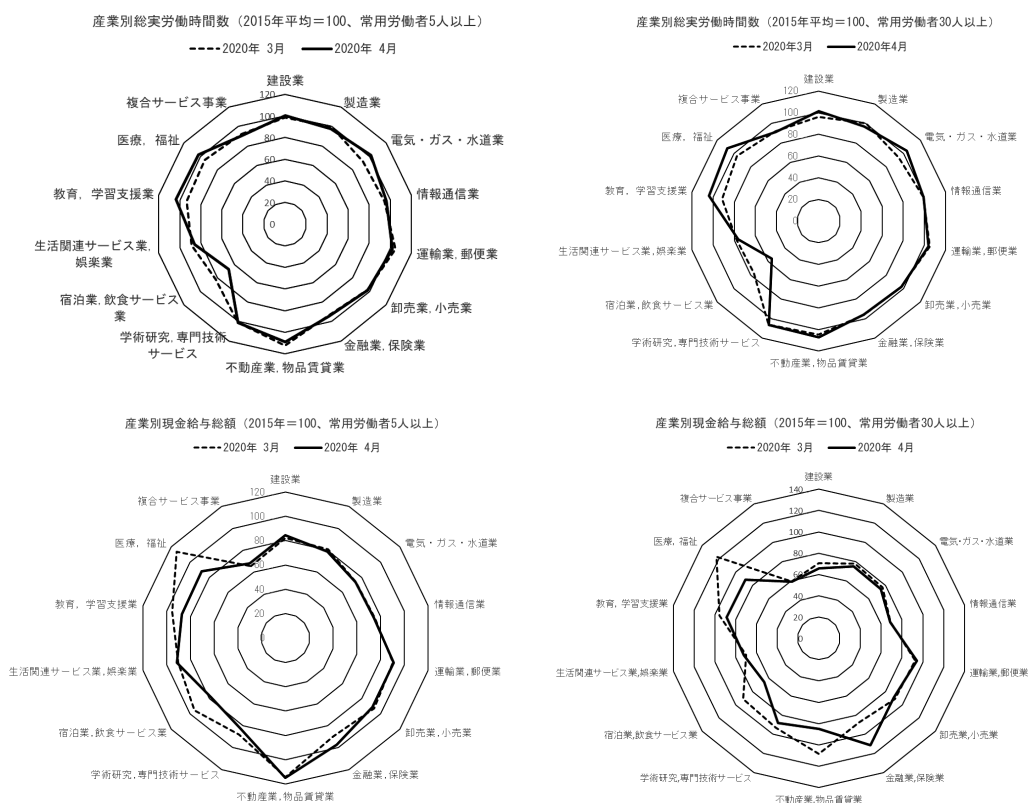 産業別総実労働時間数（2015年平均＝100、常用労働者5人以上）
2020年 3月
2020年 4月
建設業
製造業
電気・ガス・水道業
情報通信業
運輸業,郵便業
卸売業,小売業
金融業,保険業
不動産業,物品賃貸業
学術研究,専門技術
サービス
宿泊業,飲食サービス
業
生活関連サービス業,
娯楽業
教育，学習支援業
医療，福祉
複合サービス事業
120
100
80
60
40
20
0
産業別総実労働時間数（2015年平均＝100、常用労働者30人以上）
2020年3月
2020年4月
建設業
製造業
電気・ガス・水道業
情報通信業
運輸業,郵便業
卸売業,小売業
金融業,保険業
不動産業,物品賃貸業
学術研究,専門技術サービス
宿泊業,飲食サービス業
生活関連サービス業,娯楽業
教育，学習支援業
医療，福祉
複合サービス事業
120
100
80
60
40
20
0
産業別現金給与総額（2015年＝100、常用労働者5人以上）
2020年 3月
2020年 4月
建設業
製造業
電気・ガス・水道業
情報通信業
運輸業,郵便業
卸売業,小売業
金融業,保険業
不動産業,物品賃貸業
学術研究,専門技術サービス
宿泊業,飲食サービス業
生活関連サービス業,娯楽業
教育，学習支援業
医療，福祉
複合サービス事業
120
100
80
60
40
20
0
産業別現金給与総額（2015年＝100、常用労働者30人以上）
2020年 3月
2020年 4月
建設業
製造業
電気・ガス・水道業
情報通信業
運輸業,郵便業
卸売業,小売業
金融業,保険業
不動産業,物品賃貸業
学術研究,専門技術サービス
宿泊業,飲食サービス業
生活関連サービス業,娯楽業
教育，学習支援業
医療，福祉
複合サービス事業
140
120
100
80
60
40
20
0